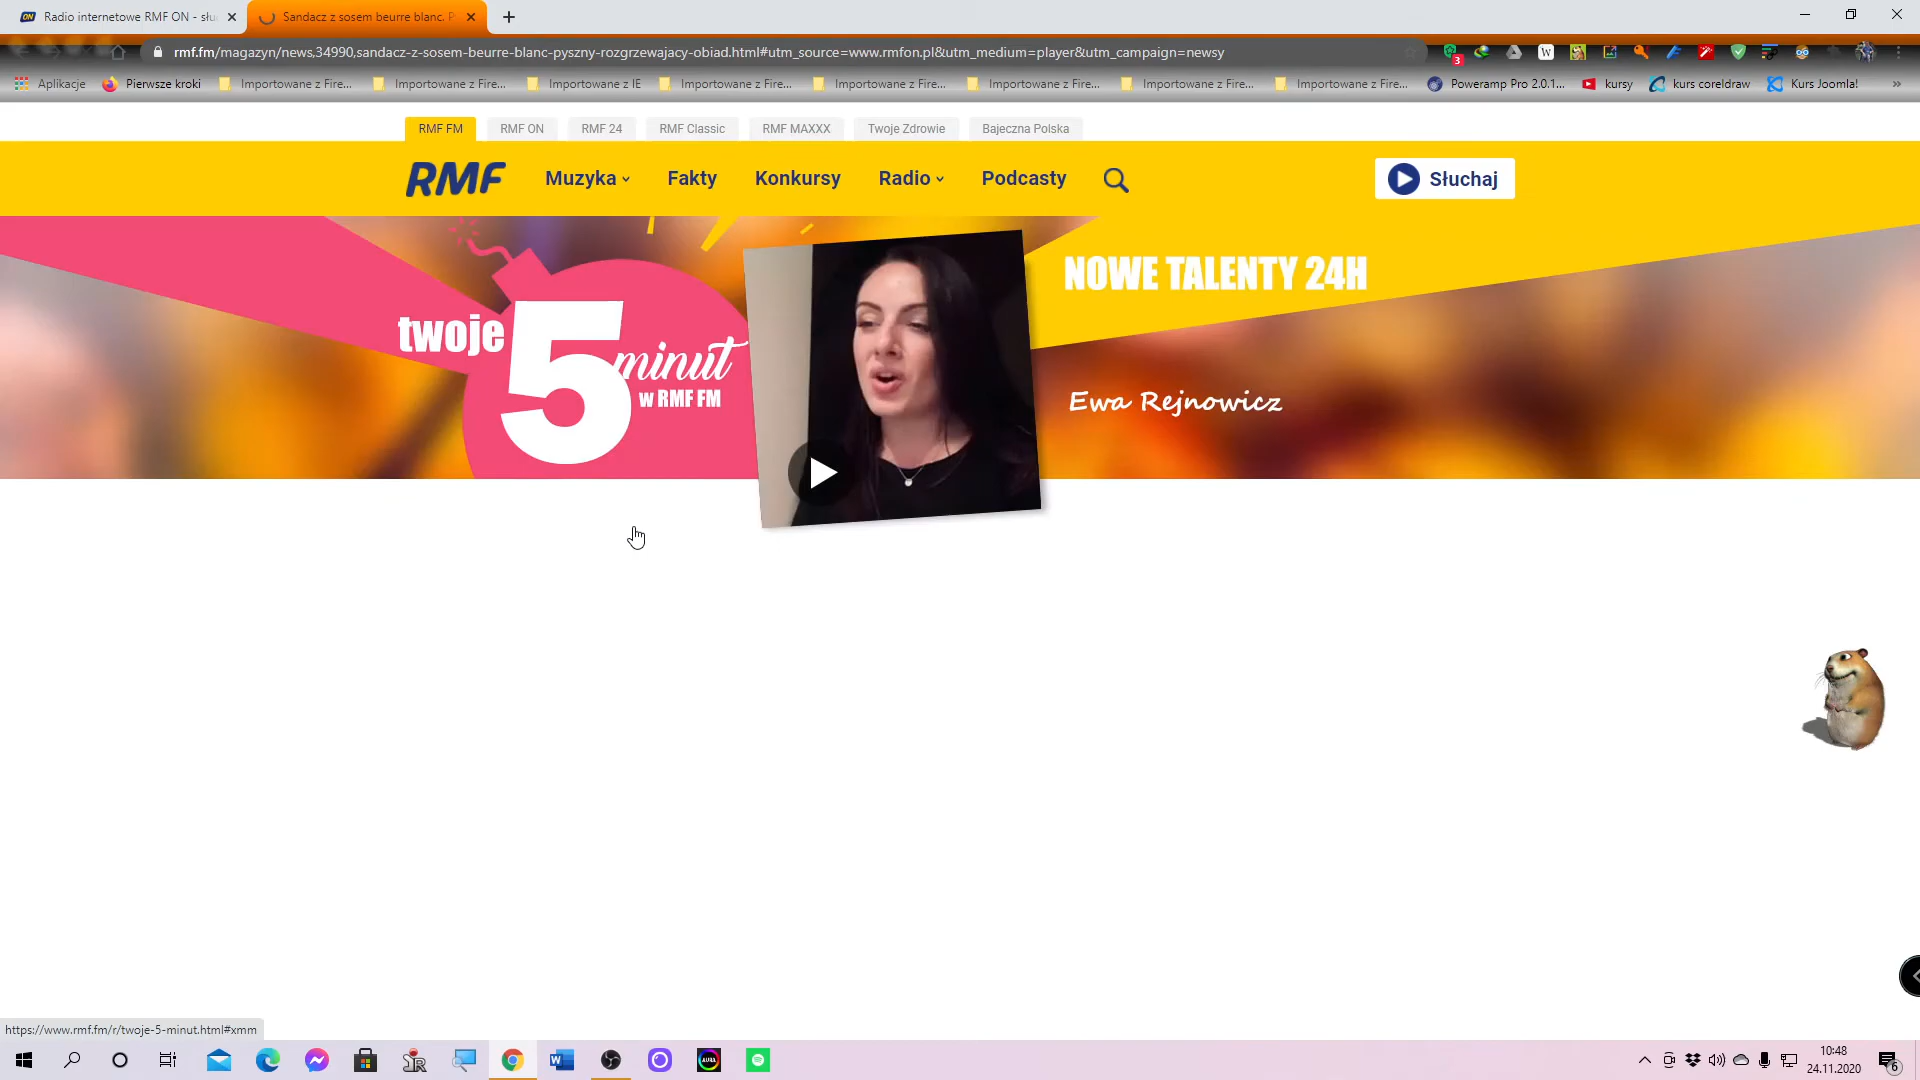 Radio internetowe RMF ON - słu
Sandacz z sosem beurre blanc. P
rmf.fm/magazyn/news,34990,sandacz-z-sosem-beurre-blanc-pyszny-rozgrzewajacy-obiad.html#utm_source=www.rmfon.pl&utm_medium=player&utm_campaign=newsy
3
Aplikacje
Pierwsze kroki
Importowane z Fire...
Importowane z Fire...
Importowane z IE
Importowane z Fire...
Importowane z Fire...
Importowane z Fire...
Importowane z Fire...
Importowane z Fire...
Poweramp Pro 2.0.1...
kursy
kurs coreldraw
Kurs Joomla!
»
RMF FM
RMF ON
RMF 24
RMF Classic
RMF MAXXX
Twoje Zdrowie
Bajeczna Polska
RMF
Muzyka
Fakty
Konkursy
Radio
Podcasty
Słuchaj
twoje
5
minut
w RMF FM
NOWE TALENTY 24H
Ewa Rejnowicz
https://www.rmf.fm/r/twoje-5-minut.html#xmm
10:48
24.11.2020
6